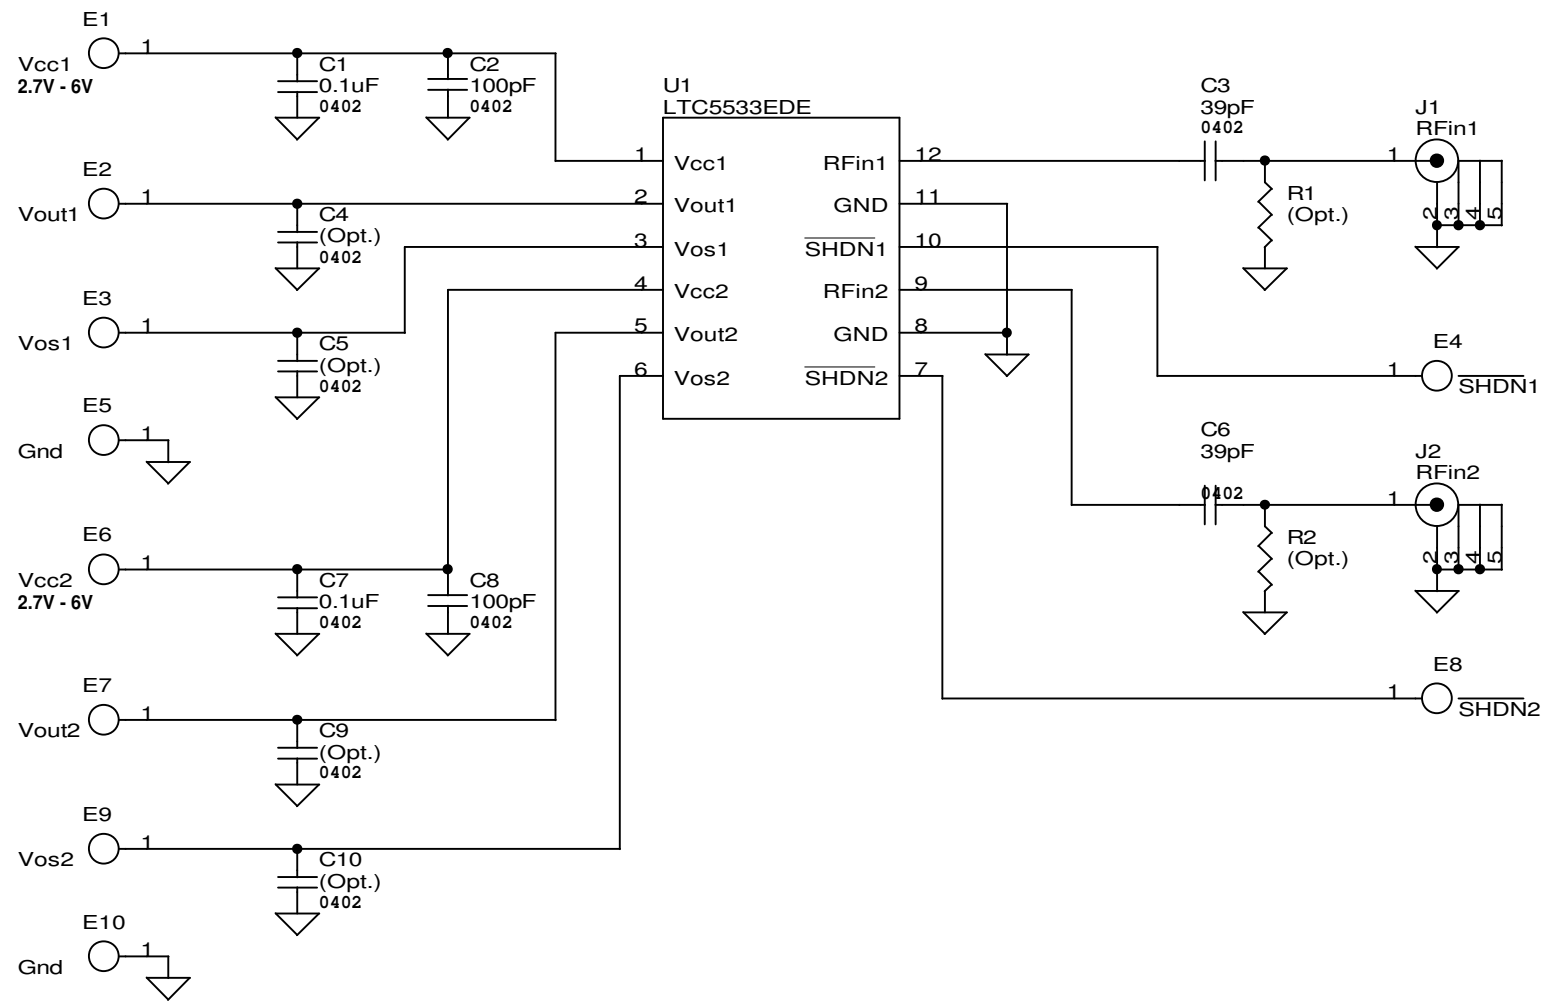 E1
1
Vcc1
2.7V - 6V
C1
0.1uF
0402
C2
100pF
0402
E2
1
Vout1
C4
(Opt.)
0402
E3
1
Vos1
C5
(Opt.)
0402
E5
1
Gnd
E6
1
Vcc2
2.7V - 6V
C7
0.1uF
0402
C8
100pF
0402
E7
1
Vout2
C9
(Opt.)
0402
E9
1
Vos2
C10
(Opt.)
0402
E10
1
Gnd
U1
LTC5533EDE
1 Vcc1 RFin1 12
2 Vout1 GND 11
3 Vos1 SHDN1 10
4 Vcc2 RFin2 9
5 Vout2 GND 8
6 Vos2 SHDN2 7
C3
39pF
0402
R1
(Opt.)
J1
RFin1
1
2 3 4 5
E4
1
SHDN1
C6
39pF
0402
R2
(Opt.)
J2
RFin2
1
2 3 4 5
E8
1
SHDN2